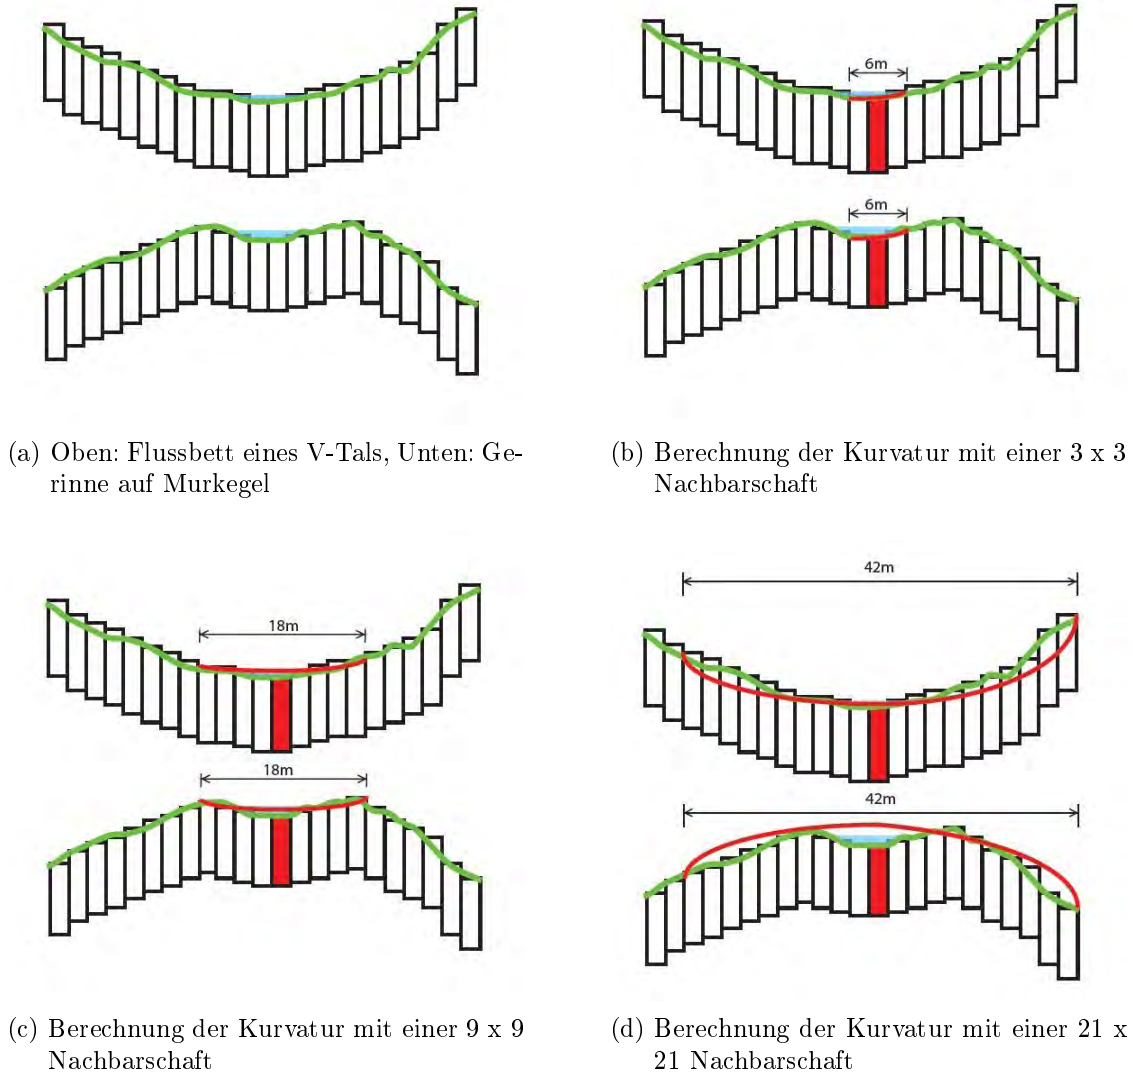 6m
6m
(a) Oben: Flussbett eines V-Tals, Unten: Ge-
rinne auf Murkegel
(b) Berechnung der Kurvatur mit einer 3 x 3
Nachbarschaft
18m
18m
42m
42m
(c) Berechnung der Kurvatur mit einer 9 x 9
Nachbarschaft
(d) Berechnung der Kurvatur mit einer 21 x
21 Nachbarschaft